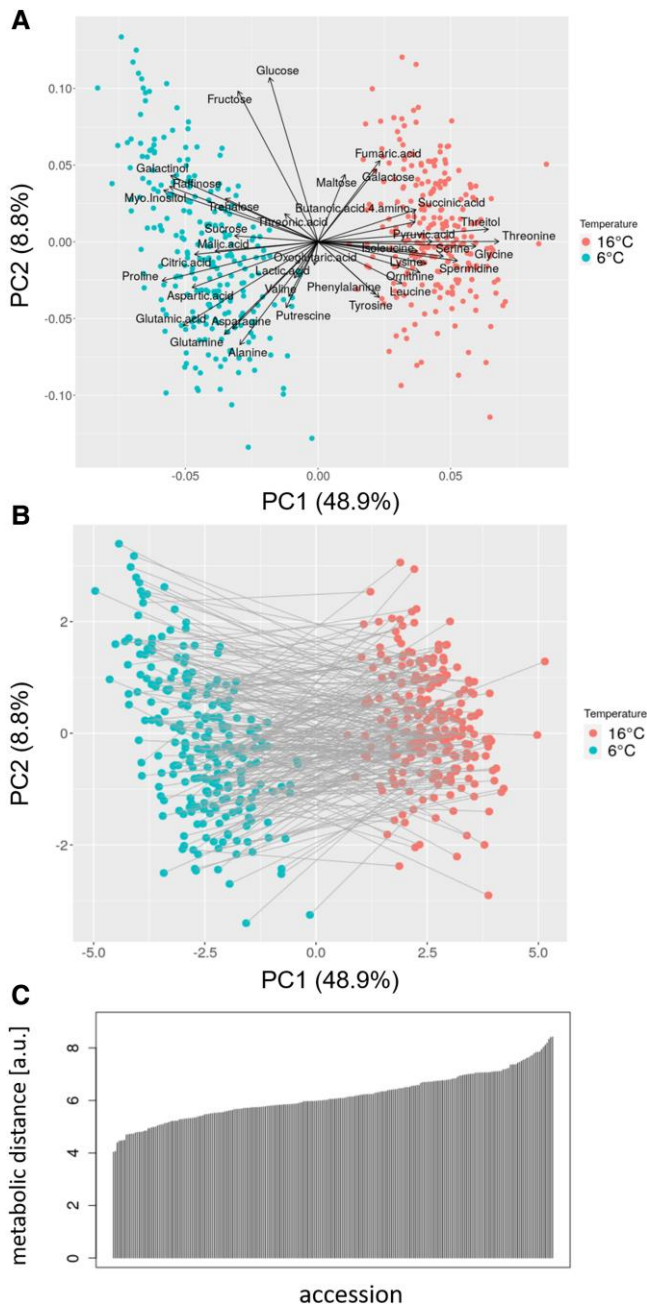 A
Glucose
Fructose
Fumaric.acid
Galactinol
Maltose
Galactose
Raffinose
Myo.Inositol
Trehalose
Butanoic.acid.4.amino
Succinic.acid
Threonic.acid
Threitol
Sucrose
Pyruvic.acid
Threonine
Malic.acid
Isoleucine
Serine
Glycine
Oxoglutaric.acid
Citric.acid
Lysine
Spermidine
Proline
Lactic.acid
Ornithine
Aspartic.acid
Valine
Phenylalanine
Leucine
Tyrosine
Glutamic.acid
Asparagine
Putrescine
Glutamine
Alanine
0.10
0.05
0.00
-0.05
-0.10
PC2 (8.8%)
-0.05
0.00
0.05
PC1 (48.9%)
Temperature
16°C
6°C
B
2
0
-2
PC2 (8.8%)
-5.0
-2.5
0.0
2.5
5.0
PC1 (48.9%)
Temperature
16°C
6°C
C
metabolic distance [a.u.]
8
6
4
2
0
accession